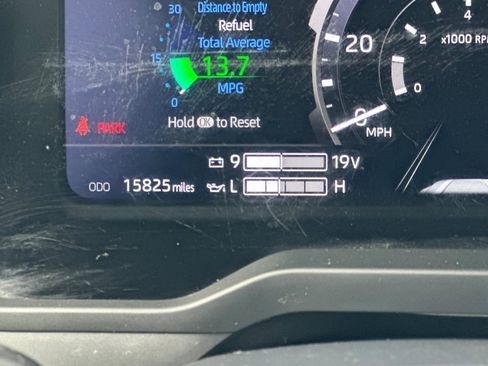 30
Distance to Empty
Refuel
Total Average
15
13.7
MPG
0
Hold OK to Reset
PARK
9 19V
ODO 15825 miles L H
20
0
MPH
4
2 x1000 RP
0